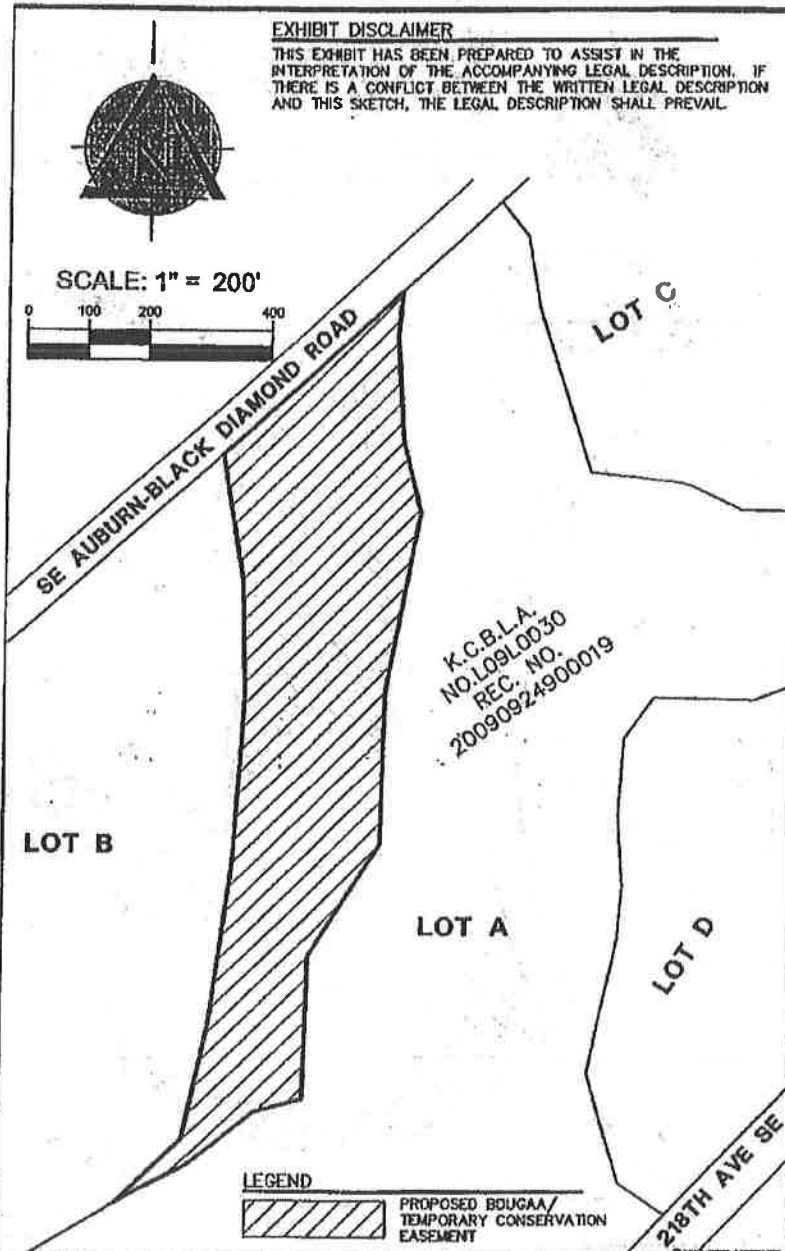 EXHIBIT DISCLAIMER
THIS EXHIBIT HAS BEEN PREPARED TO ASSIST IN THE
INTERPRETATION OF THE ACCOMPANYING LEGAL DESCRIPTION. IF
THERE IS A CONFLICT BETWEEN THE WRITTEN LEGAL DESCRIPTION
AND THIS SKETCH, THE LEGAL DESCRIPTION SHALL PREVAIL.
N
SCALE: 1" = 200'
0 100 200 400
SE AUBURN-BLACK DIAMOND ROAD
LOT C
K.C.B.L.A.
NO.L09L0030
REC. NO.
20090924900019
LOT B
LOT A
LOT D
218TH AVE SE
LEGEND
PROPOSED BOUGAA/
TEMPORARY CONSERVATION
EASEMENT